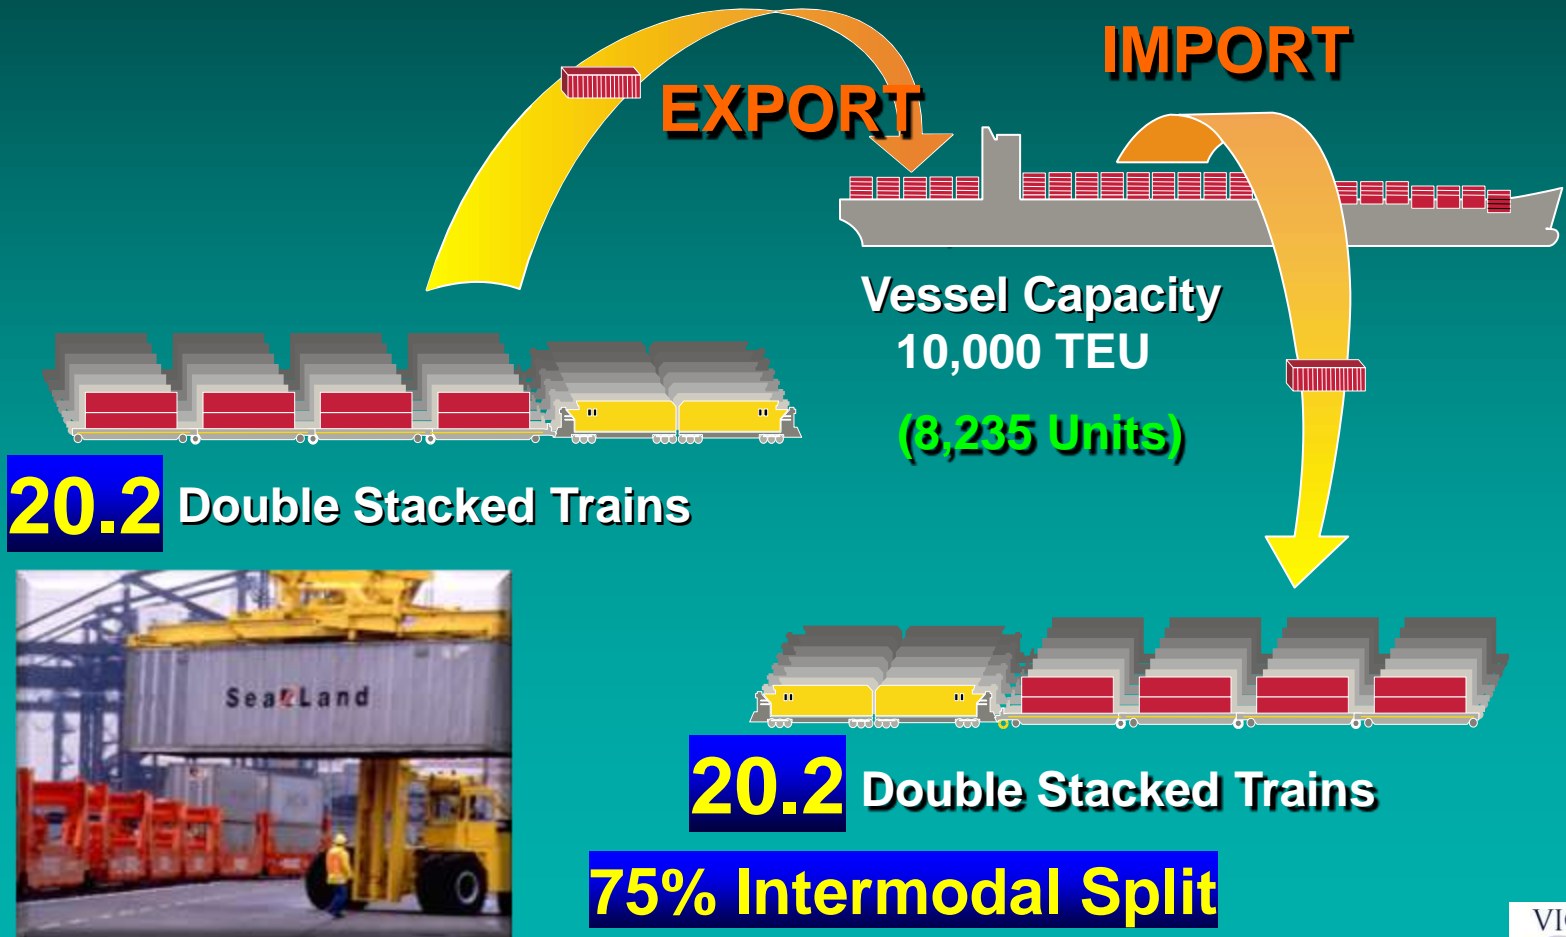 IMPORT
EXPORT
Vessel Capacity
10,000 TEU
(8,235 Units)
20.2 Double Stacked Trains
Sea Land
20.2 Double Stacked Trains
75% Intermodal Split